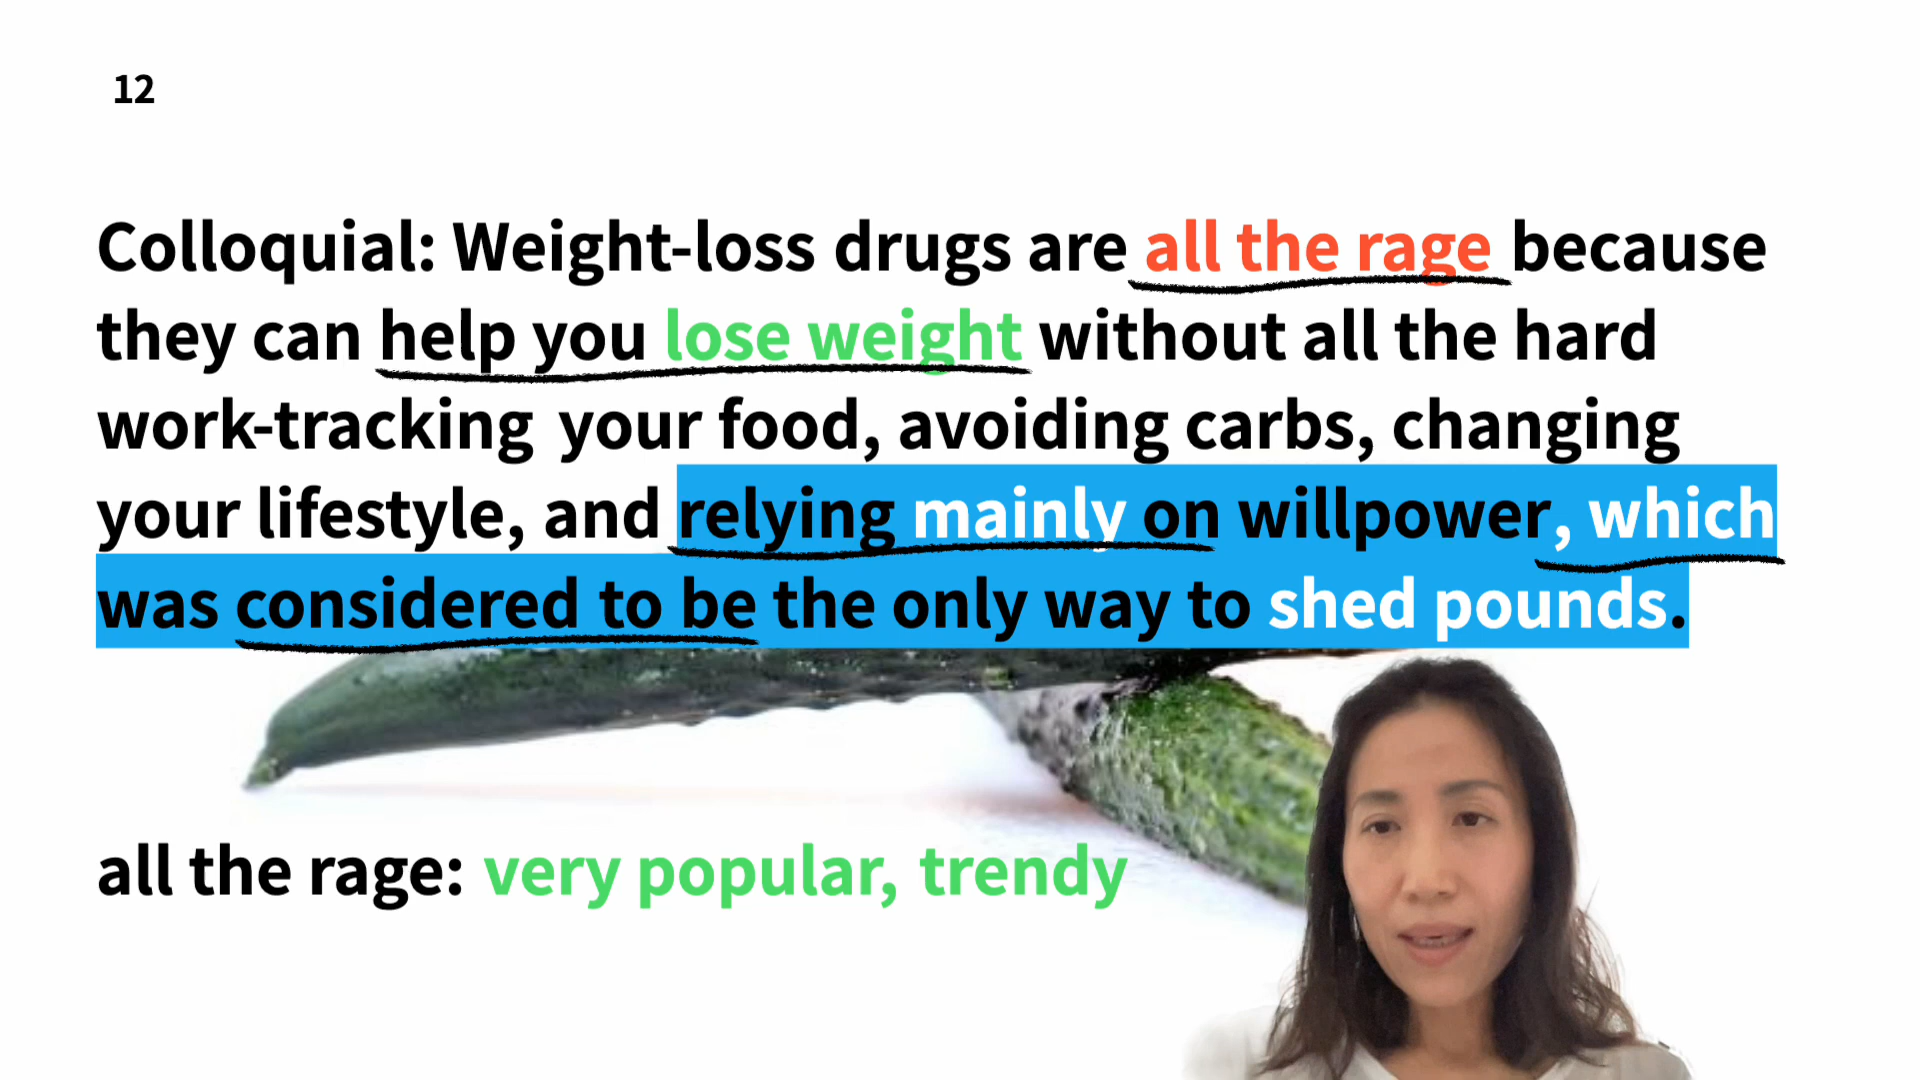 12
Colloquial: Weight-loss drugs are all the rage because
they can help you lose weight without all the hard
work-tracking your food, avoiding carbs, changing
your lifestyle, and relying mainly on willpower, which
was considered to be the only way to shed pounds.
all the rage: very popular, trendy